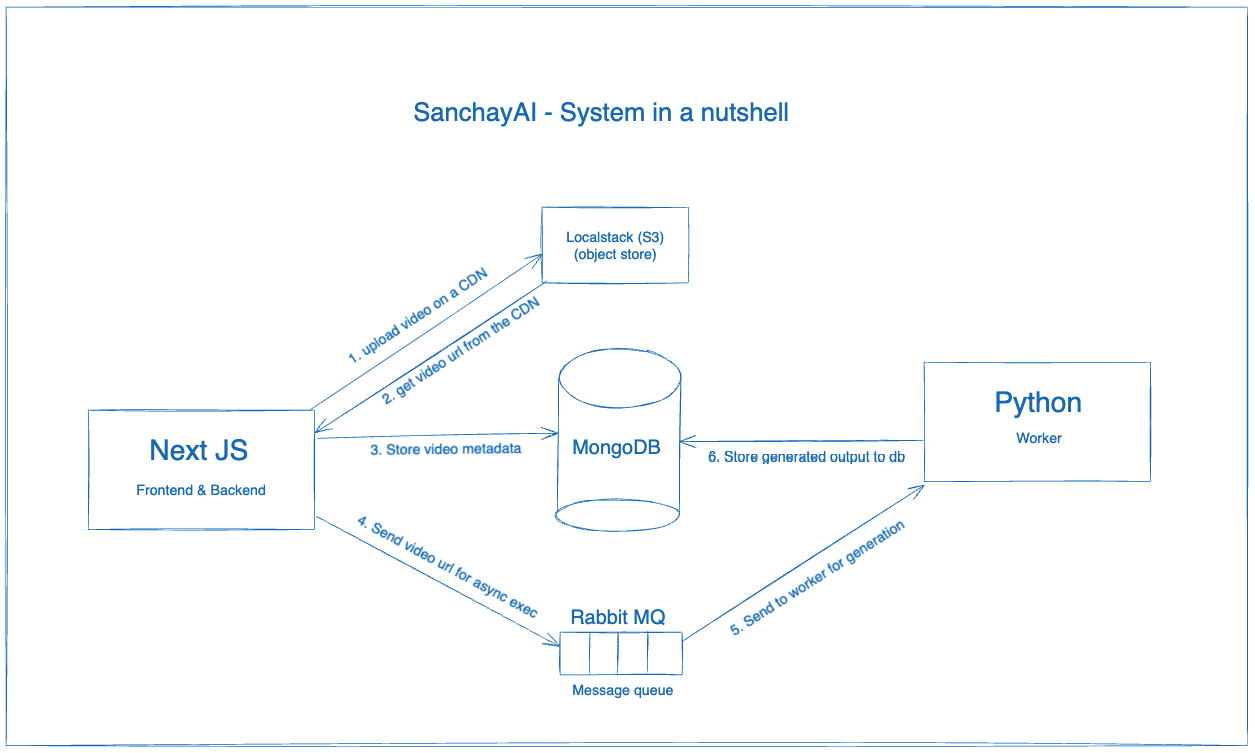 SanchayAI - System in a nutshell
Localstack (S3)
(object store)
1. upload video on a CDN
2. get video url from the CDN
Next JS
Frontend & Backend
3. Store video metadata
MongoDB
6. Store generated output to db
Python
Worker
4. Send video url for async exec
5. Send to worker for generation
Rabbit MQ
Message queue